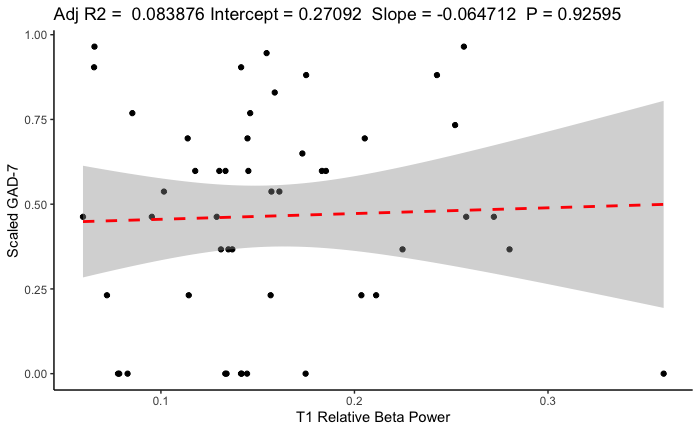 Adj R2 =  0.083876 Intercept = 0.27092  Slope = -0.064712  P = 0.92595
1.00
0.75
0.50
0.25
0.00
Scaled GAD-7
0.1 0.2 0.3
T1 Relative Beta Power